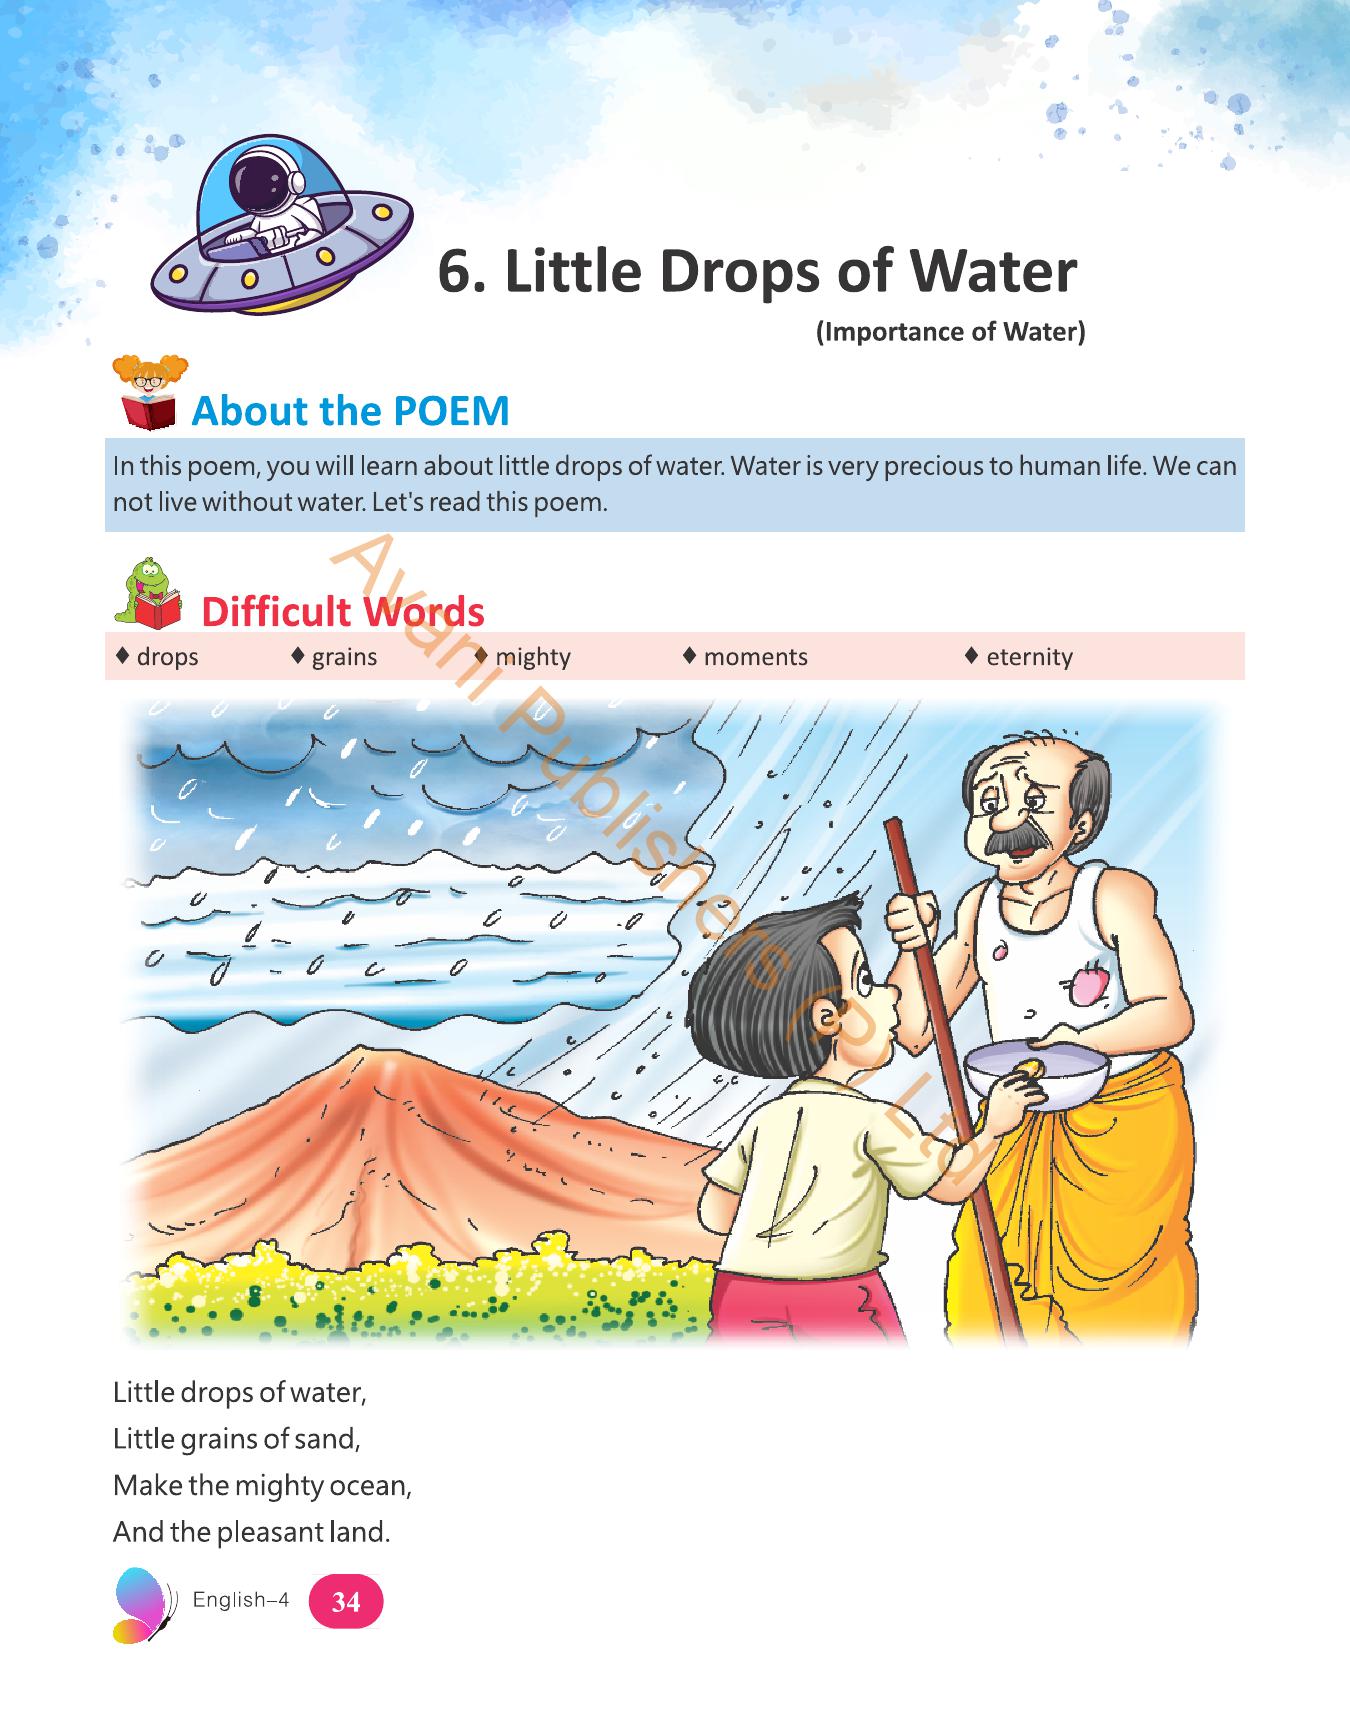 6. Little Drops of Water
(Importance of Water)
About the POEM
In this poem, you will learn about little drops of water. Water is very precious to human life. We can
not live without water. Let's read this poem.
Difficult Words
♦ drops ♦ grains ♦ mighty ♦ moments ♦ eternity
Avani Publishers (P) Ltd
Little drops of water,
Little grains of sand,
Make the mighty ocean,
And the pleasant land.
English–4 34